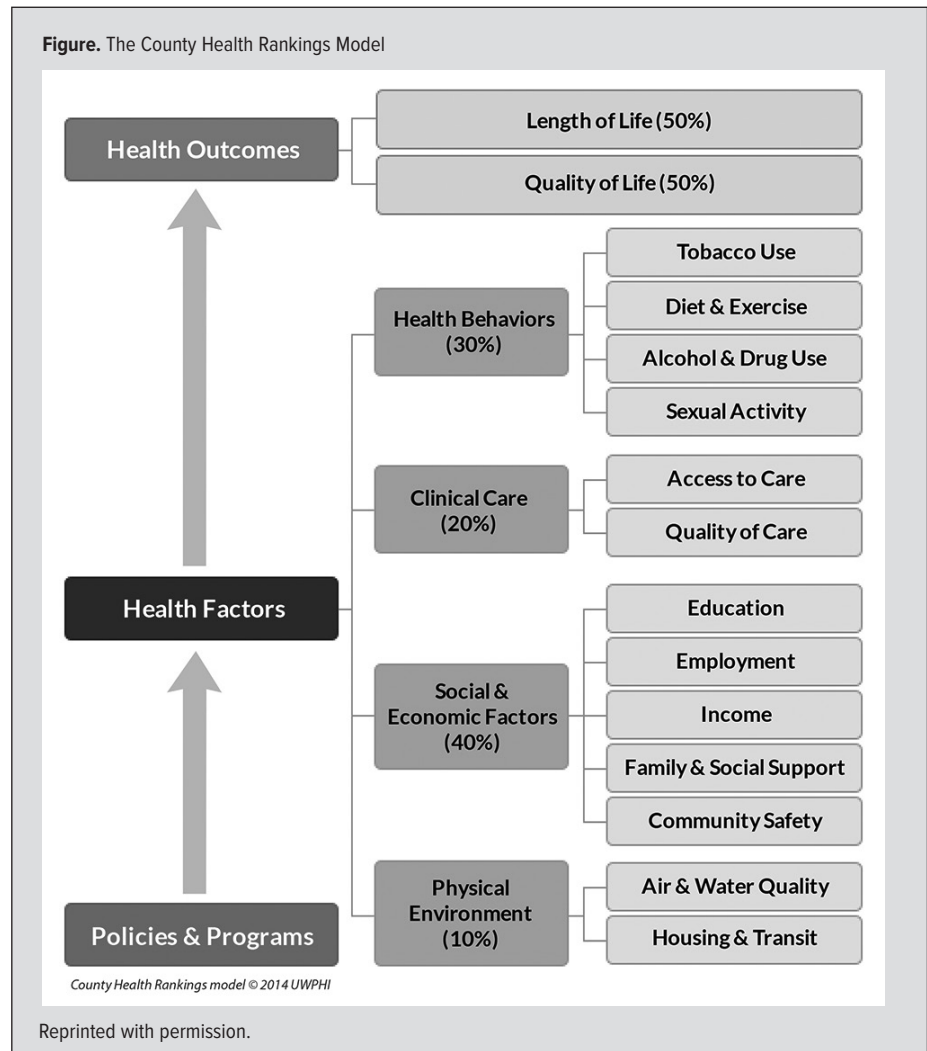 Figure. The County Health Rankings Model
Health Outcomes
Length of Life (50%)
Quality of Life (50%)
Health Behaviors
(30%)
Tobacco Use
Diet & Exercise
Alcohol & Drug Use
Sexual Activity
Clinical Care
(20%)
Access to Care
Quality of Care
Health Factors
Social &
Economic Factors
(40%)
Education
Employment
Income
Family & Social Support
Community Safety
Physical
Environment
(10%)
Air & Water Quality
Housing & Transit
Policies & Programs
County Health Rankings model © 2014 UWPHI
Reprinted with permission.